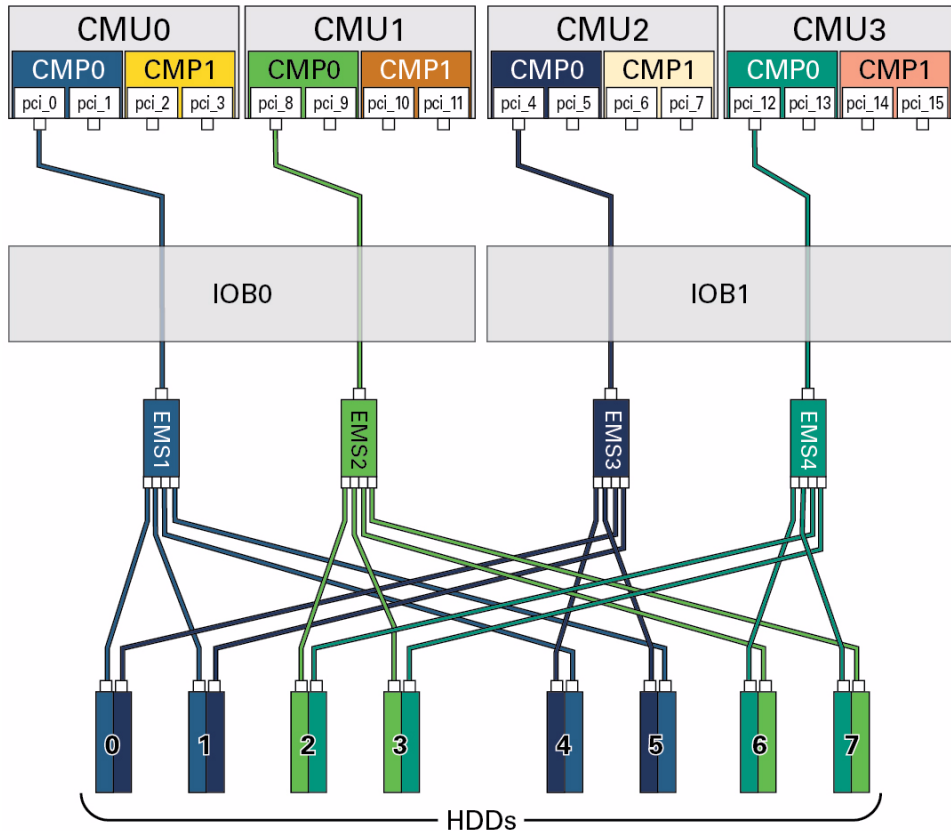 CMU0 CMU1 CMU2 CMU3
CMP0 CMP1 CMP0 CMP1 CMP0 CMP1 CMP0 CMP1
pci_0 pci_1 pci_2 pci_3 pci_8 pci_9 pci_10 pci_11 pci_4 pci_5 pci_6 pci_7 pci_12 pci_13 pci_14 pci_15
IOB0 IOB1
EMS1 EMS2 EMS3 EMS4
0 1 2 3 4 5 6 7
HDDs